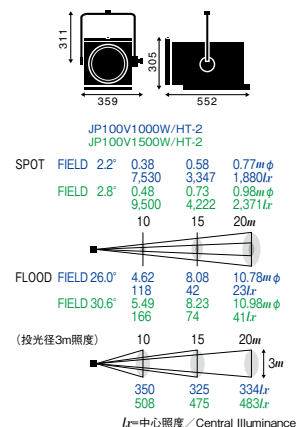 311
305
359
552
JP100V1000W/HT-2
JP100V1500W/HT-2
SPOT FIELD 2.2° 0.38 0.58 0.77mφ
7,530 3,347 1,880lx
FIELD 2.8° 0.48 0.73 0.98mφ
9,500 4,222 2,371lx
10 15 20m
FLOOD FIELD 26.0° 4.62 8.08 10.78mφ
118 42 23lx
FIELD 30.6° 5.49 8.23 10.98mφ
166 74 41lx
(投光径3m照度) 10 15 20m
3m
350 325 334lx
508 475 483lx
lx=中心照度/Central Illuminance